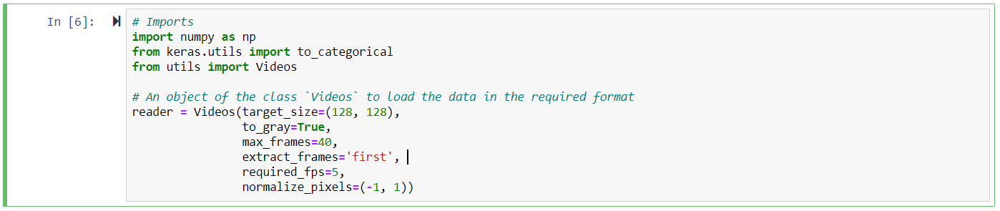 In [6]:
# Imports
import numpy as np
from keras.utils import to_categorical
from utils import Videos

# An object of the class `Videos` to load the data in the required format
reader = Videos(target_size=(128, 128),
                to_gray=True,
                max_frames=40,
                extract_frames='first',
                required_fps=5,
                normalize_pixels=(-1, 1))